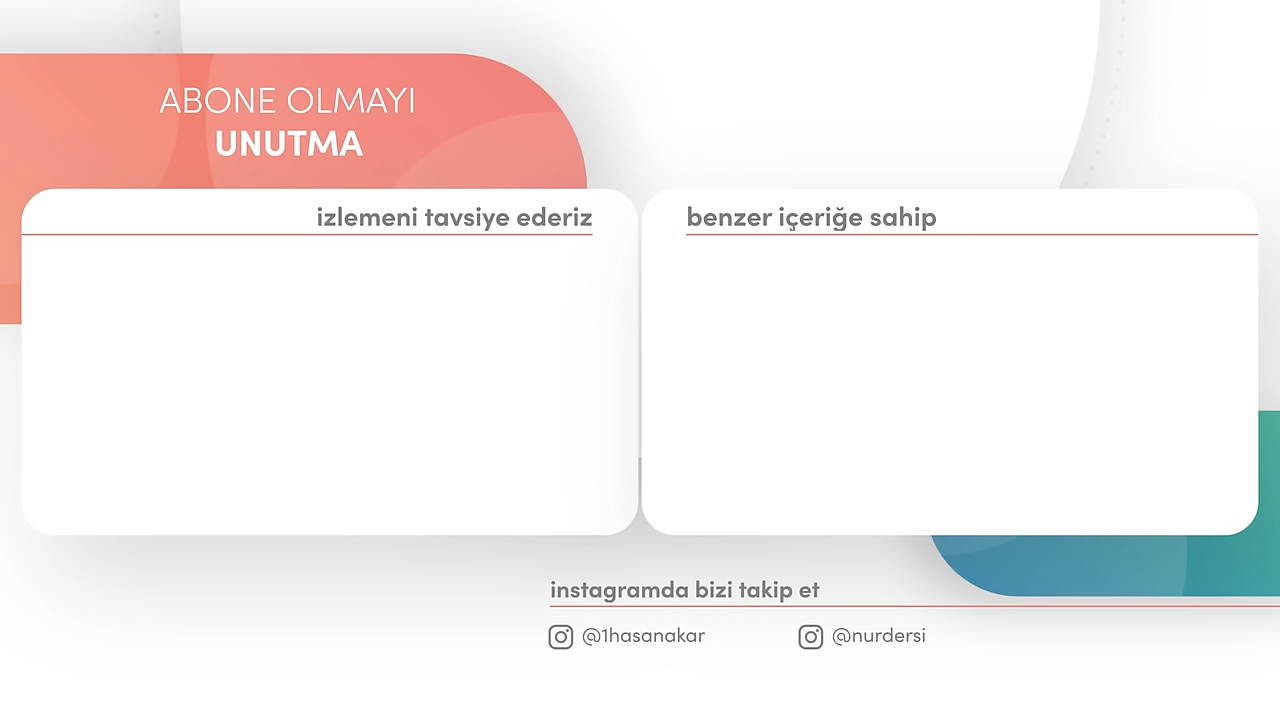 ABONE OLMAYI
UNUTMA
izlemeni tavsiye ederiz
benzer içeriğe sahip
instagramda bizi takip et
@1hasanakar
@nurdersi